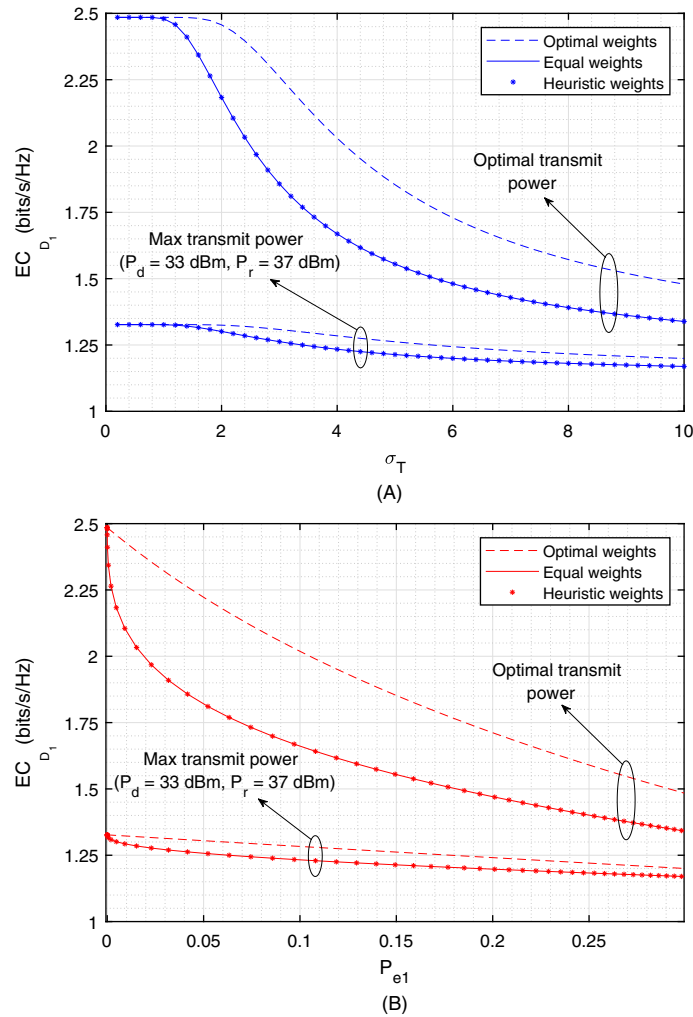 2.5
2.25
2
1.75
1.5
1.25
1
EC D1 (bits/s/Hz)
Optimal weights
Equal weights
Heuristic weights
Optimal transmit
power
Max transmit power
(Pd = 33 dBm, Pr = 37 dBm)
0 2 4 6 8 10
σT
(A)
2.5
2.25
2
1.75
1.5
1.25
1
EC D1 (bits/s/Hz)
Optimal weights
Equal weights
Heuristic weights
Optimal transmit
power
Max transmit power
(Pd = 33 dBm, Pr = 37 dBm)
0 0.05 0.1 0.15 0.2 0.25
Pe1
(B)